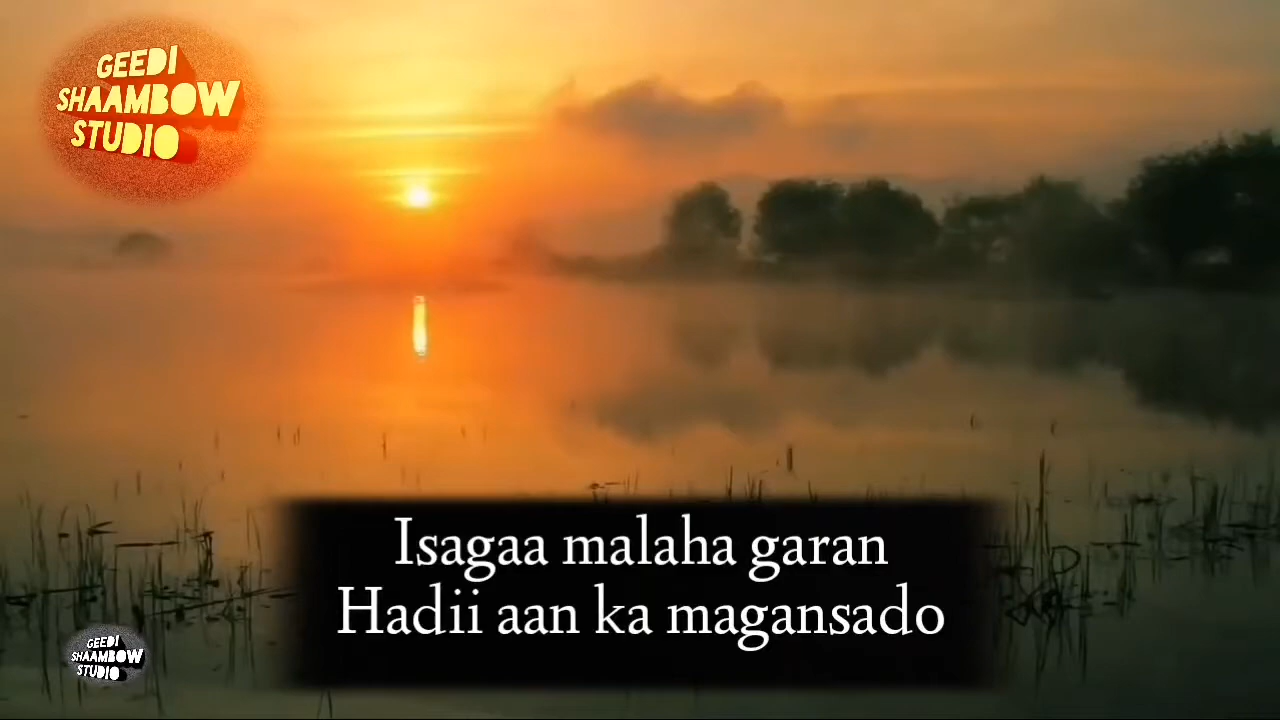 GEEDI
SHAAMBOW
STUDIO
Isagaa malaha garan
Hadii aan ka magansado
GEEDI
SHAAMBOW
STUDIO